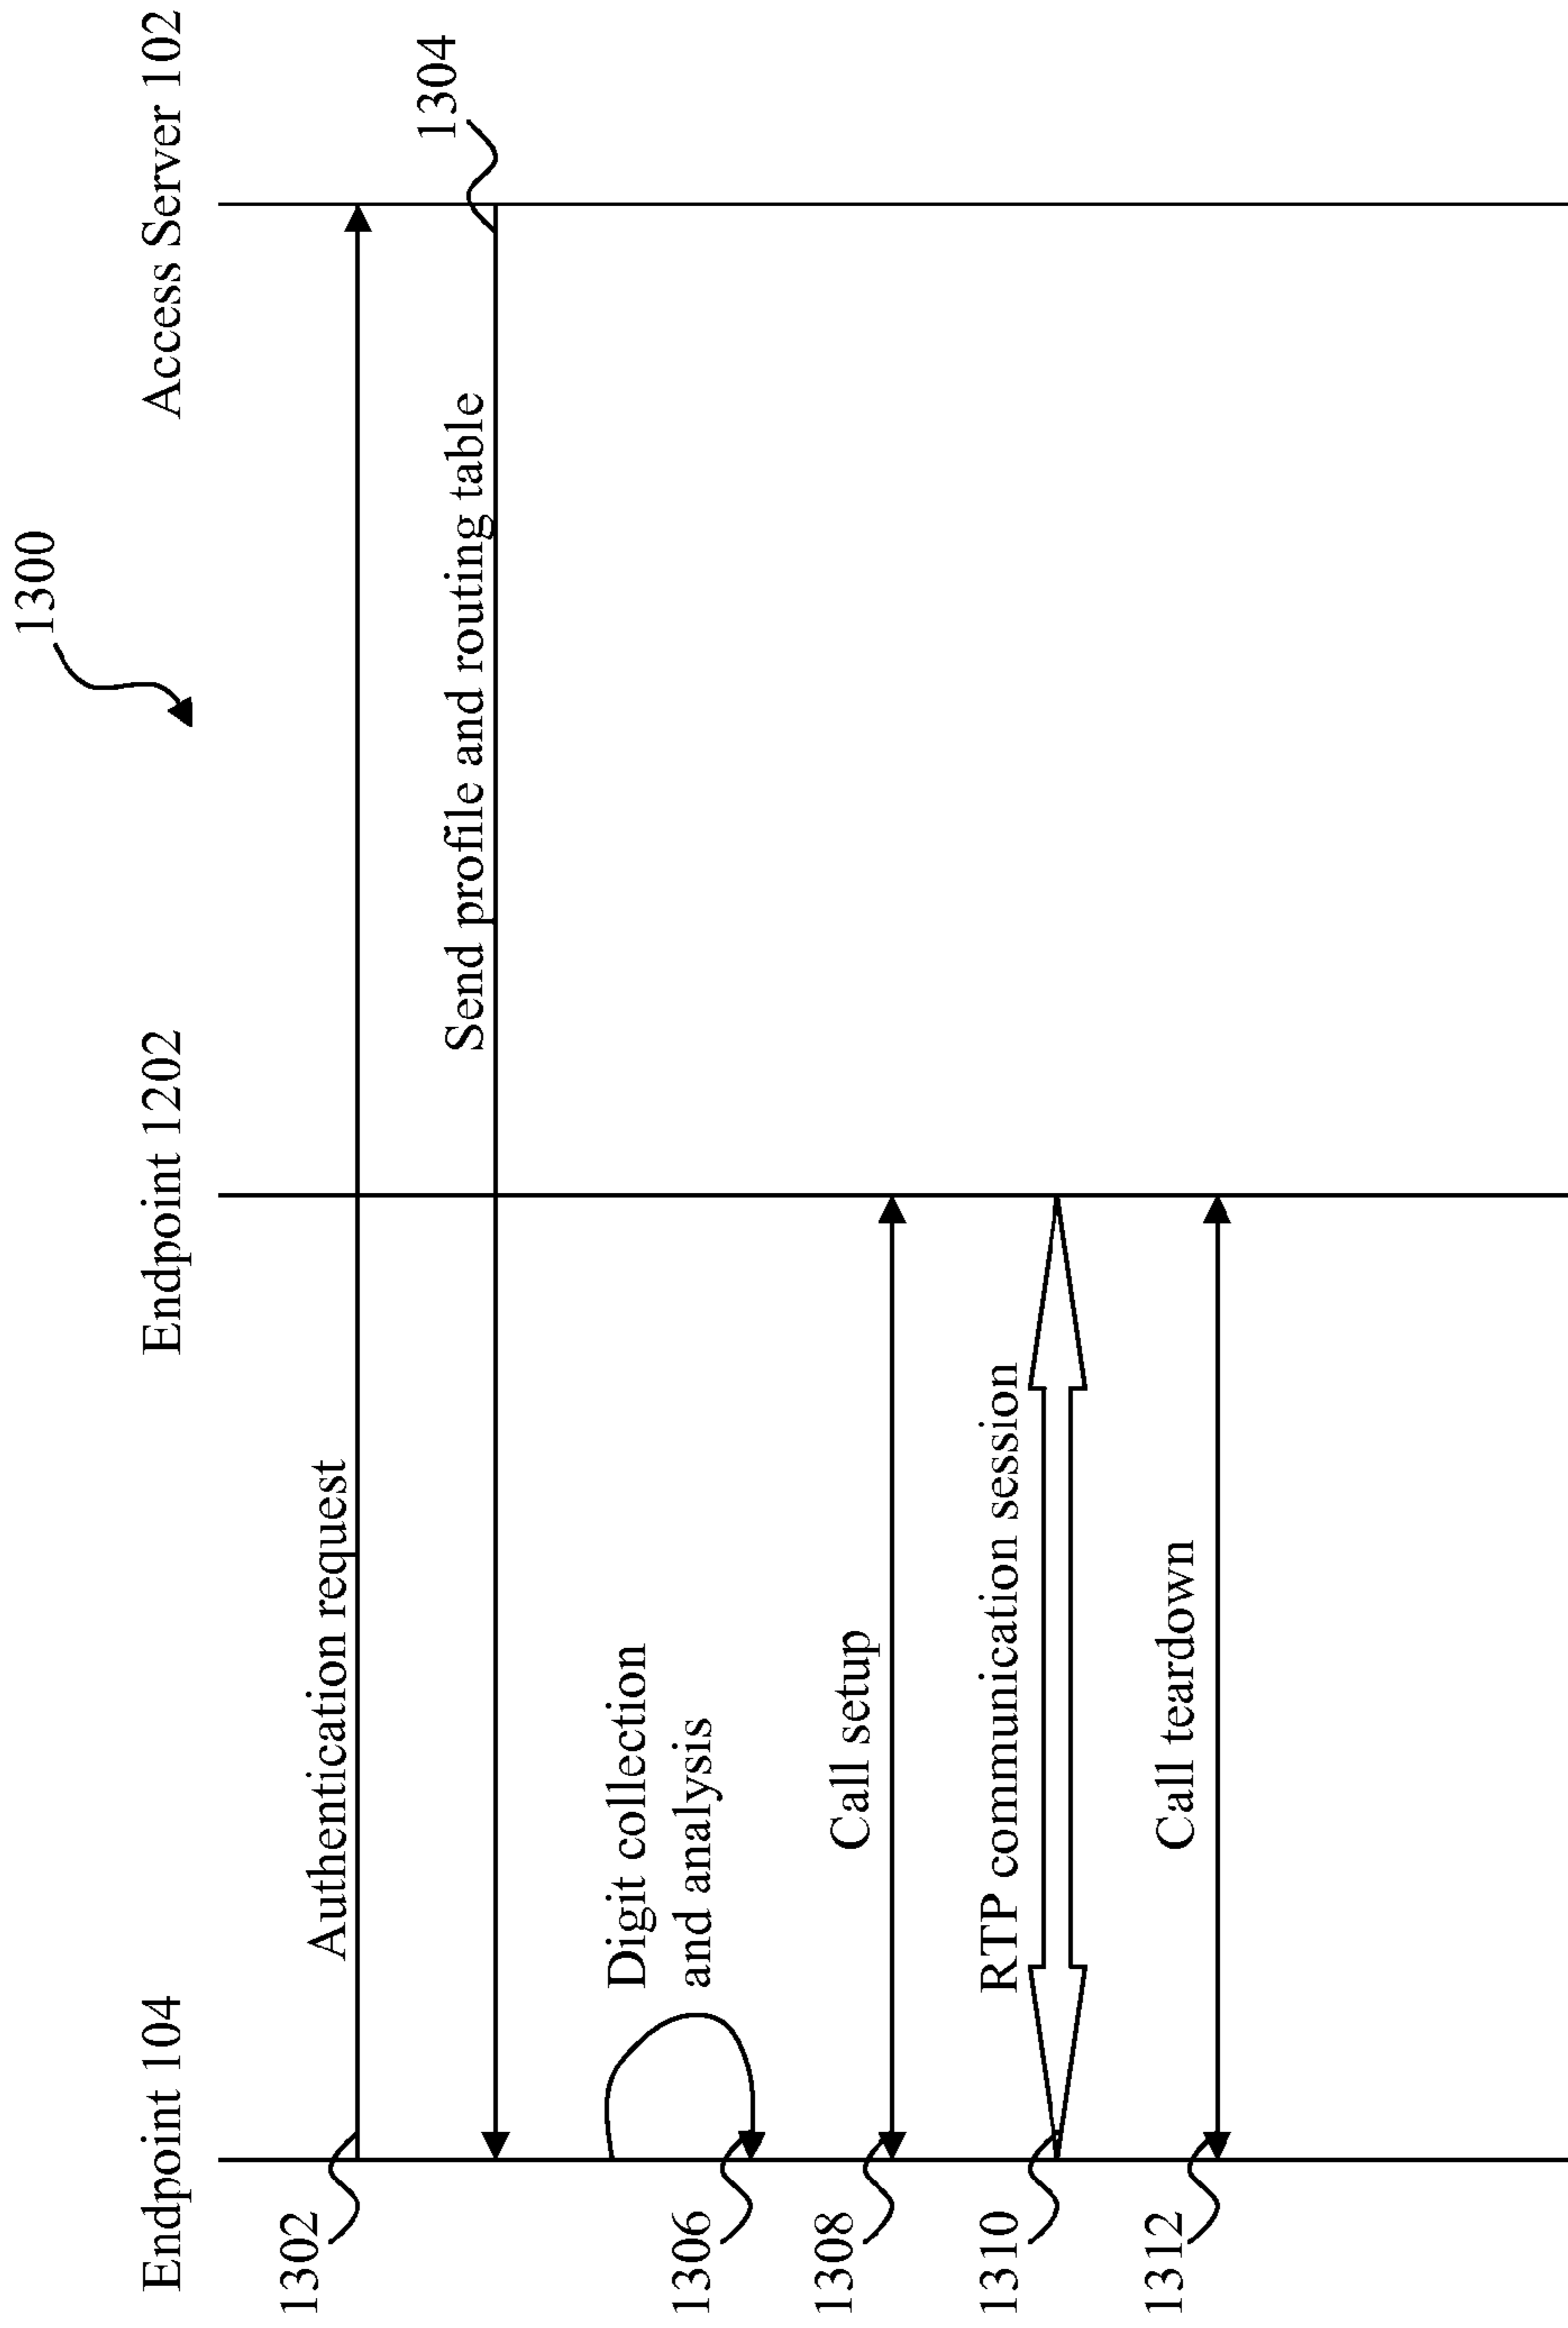 1300
Endpoint 104
Endpoint 1202
Access Server 102
1302
Authentication request
Send profile and routing table
1304
Digit collection
and analysis
1306
Call setup
1308
RTP communication session
1310
Call teardown
1312